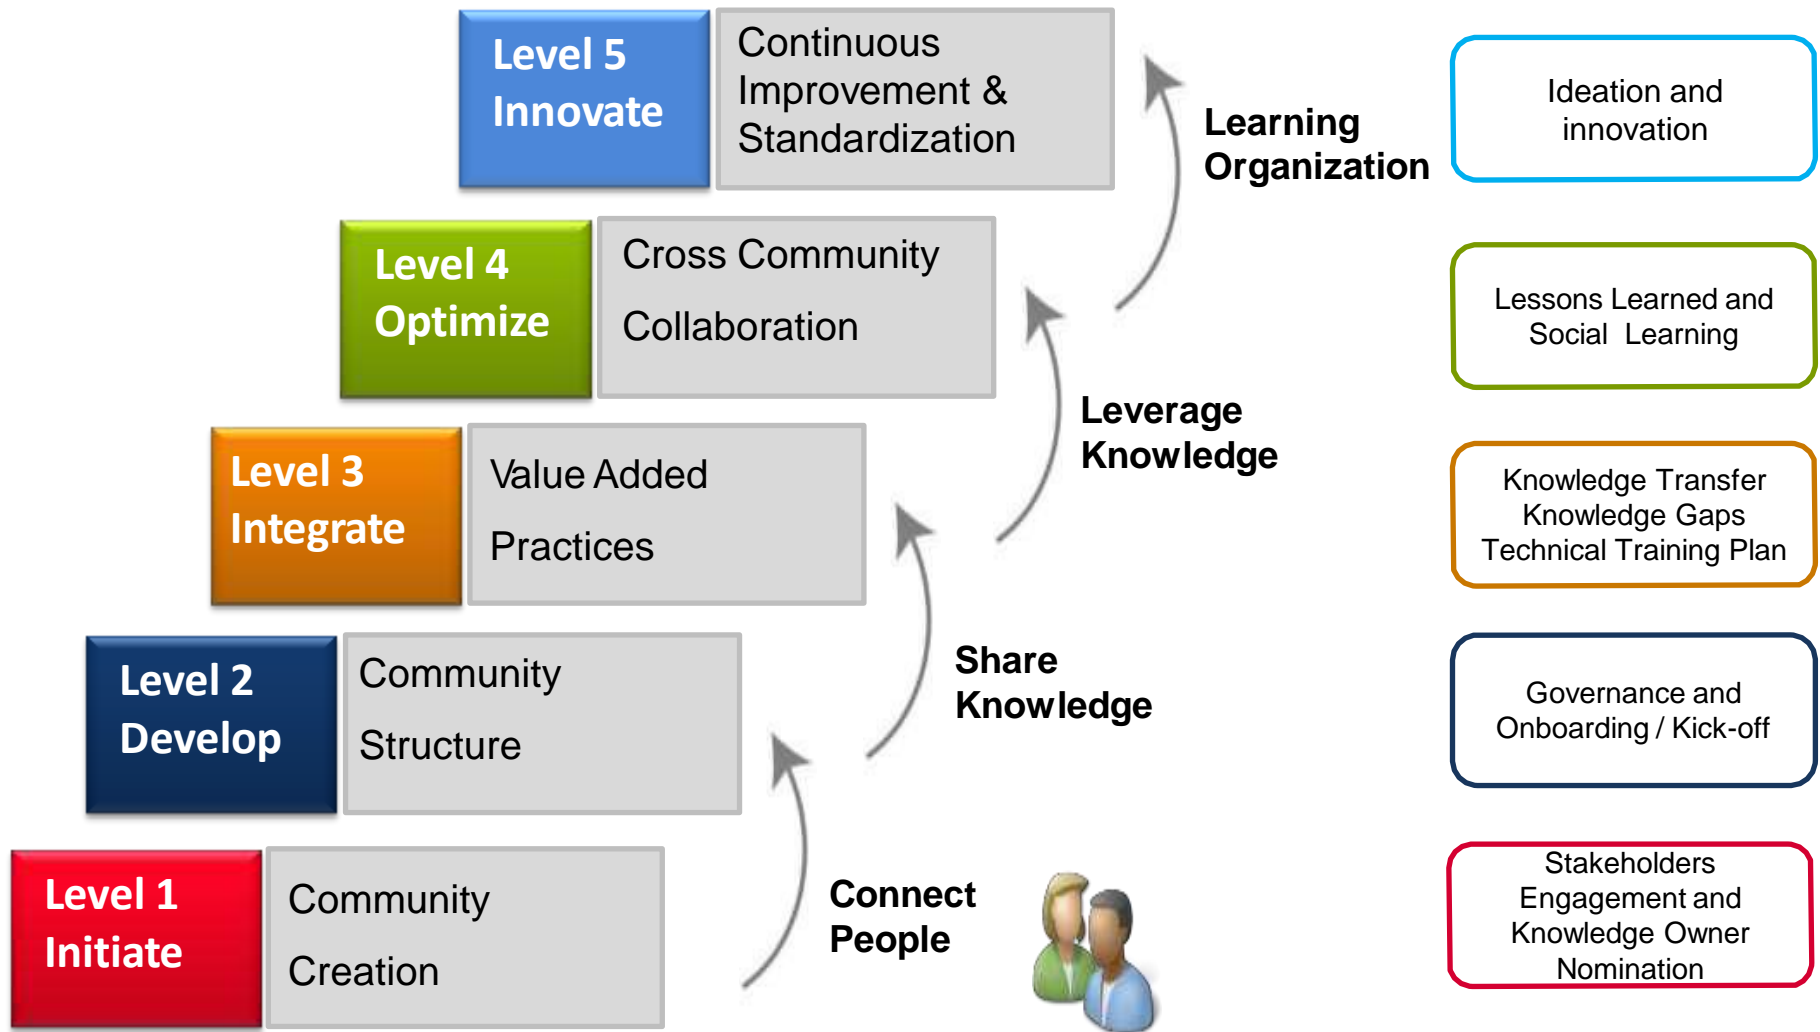 Level 5
Innovate
Continuous
Improvement &
Standardization
Learning
Organization
Ideation and
innovation
Level 4
Optimize
Cross Community
Collaboration
Leverage
Knowledge
Lessons Learned and
Social Learning
Level 3
Integrate
Value Added
Practices
Share
Knowledge
Knowledge Transfer
Knowledge Gaps
Technical Training Plan
Level 2
Develop
Community
Structure
Connect
People
Governance and
Onboarding / Kick-off
Level 1
Initiate
Community
Creation
Stakeholders
Engagement and
Knowledge Owner
Nomination